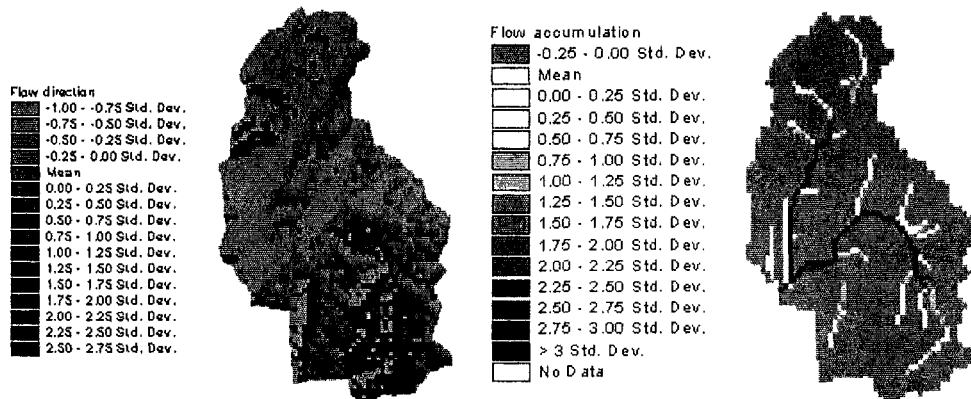 Flow direction
-1.00 - -0.75 Std. Dev.
-0.75 - -0.50 Std. Dev.
-0.50 - -0.25 Std. Dev.
-0.25 - 0.00 Std. Dev.
Mean
0.00 - 0.25 Std. Dev.
0.25 - 0.50 Std. Dev.
0.50 - 0.75 Std. Dev.
0.75 - 1.00 Std. Dev.
1.00 - 1.25 Std. Dev.
1.25 - 1.50 Std. Dev.
1.50 - 1.75 Std. Dev.
1.75 - 2.00 Std. Dev.
2.00 - 2.25 Std. Dev.
2.25 - 2.50 Std. Dev.
2.50 - 2.75 Std. Dev.
Flow accumulation
-0.25 - 0.00 Std. Dev.
Mean
0.00 - 0.25 Std. Dev.
0.25 - 0.50 Std. Dev.
0.50 - 0.75 Std. Dev.
0.75 - 1.00 Std. Dev.
1.00 - 1.25 Std. Dev.
1.25 - 1.50 Std. Dev.
1.50 - 1.75 Std. Dev.
1.75 - 2.00 Std. Dev.
2.00 - 2.25 Std. Dev.
2.25 - 2.50 Std. Dev.
2.50 - 2.75 Std. Dev.
2.75 - 3.00 Std. Dev.
> 3 Std. Dev.
No Data